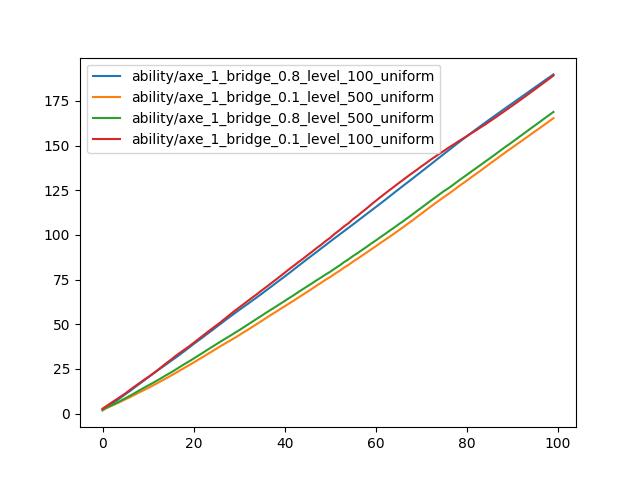 ability/axe_1_bridge_0.8_level_100_uniform
ability/axe_1_bridge_0.1_level_500_uniform
ability/axe_1_bridge_0.8_level_500_uniform
ability/axe_1_bridge_0.1_level_100_uniform
175
150
125
100
75
50
25
0
0 20 40 60 80 100